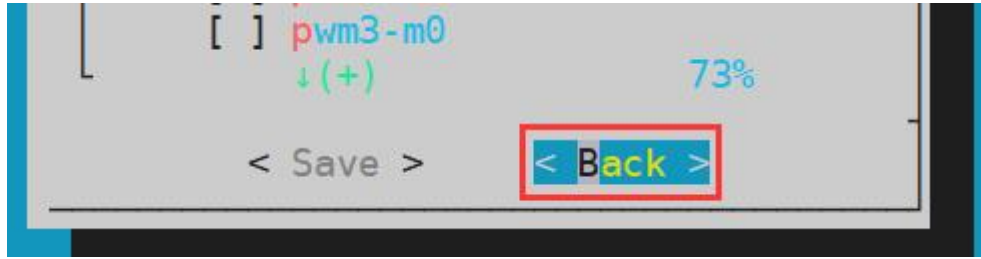 [ ] pwm3-m0
↓(+) 73%
< Save > < Back >